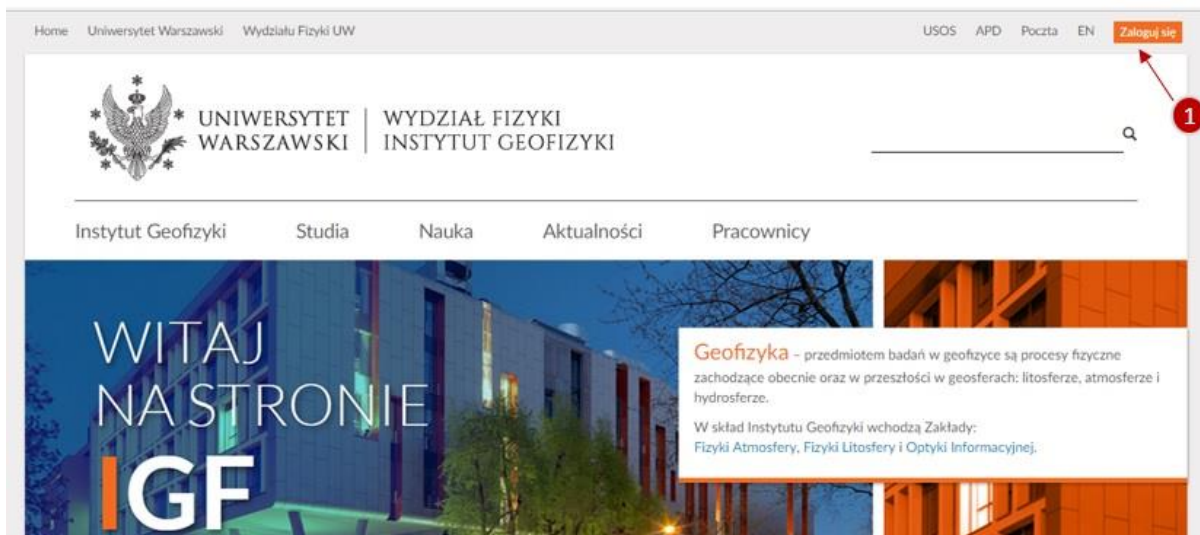 Home Uniwersytet Warszawski Wydziału Fizyki UW USOS APD Poczta EN Zaloguj się
1
UNIWERSYTET WYDZIAŁ FIZYKI
WARSZAWSKI INSTYTUT GEOFIZYKI
Instytut Geofizyki Studia Nauka Aktualności Pracownicy
WITAJ
NA STRONIE
IGF
Geofizyka – przedmiotem badań w geofizyce są procesy fizyczne
zachodzące obecnie oraz w przeszłości w geosferach: litosferze, atmosferze i
hydrosferze.
W skład Instytutu Geofizyki wchodzą Zakłady:
Fizyki Atmosfery, Fizyki Litosfery i Optyki Informacyjnej.